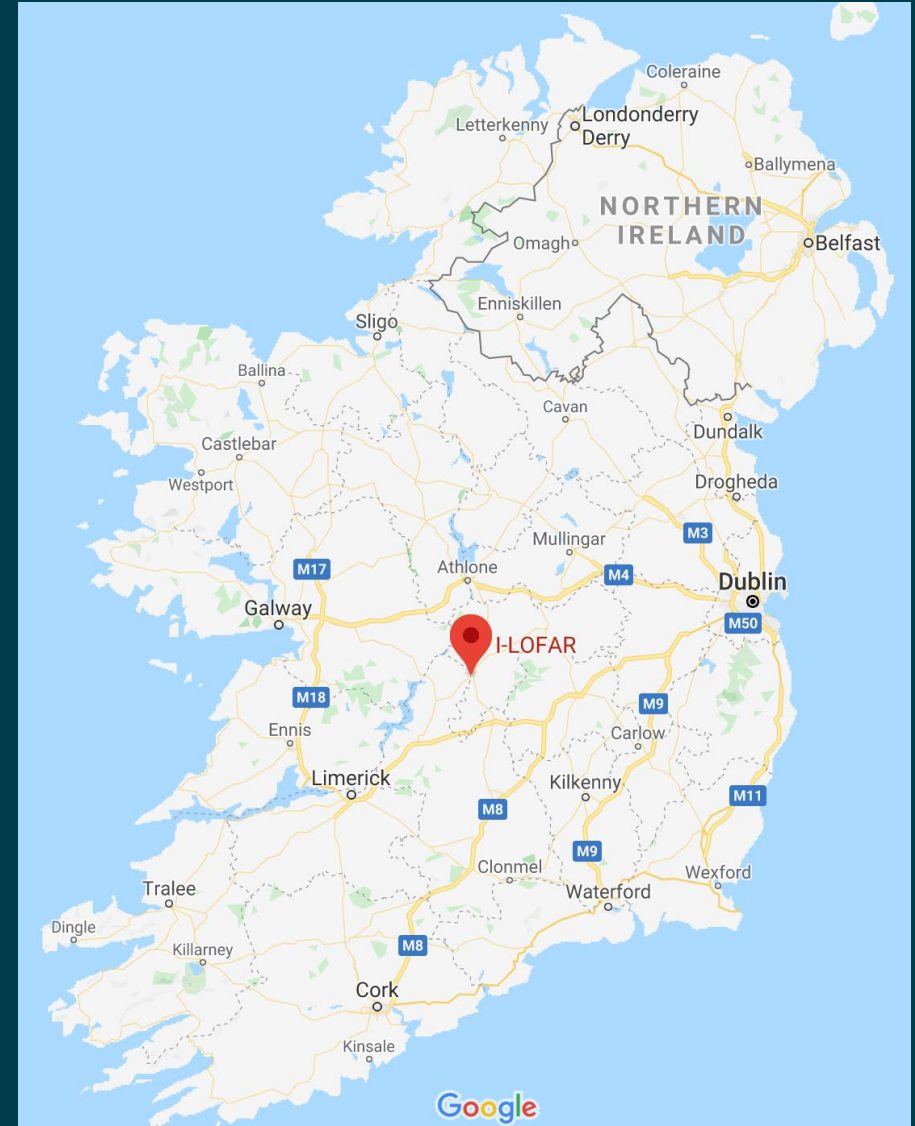 Coleraine
Londonderry
Derry
Letterkenny
Ballymena
NORTHERN
IRELAND
Omagh
Belfast
Enniskillen
Sligo
Ballina
Cavan
Dundalk
Castlebar
Westport
Drogheda
M3
Mullingar
M17
Athlone
M4
Dublin
Galway
M50
I-LOFAR
M18
M9
Ennis
Carlow
Limerick
Kilkenny
M11
M8
M9
Clonmel
Wexford
Tralee
Waterford
Dingle
Killarney
M8
Cork
Kinsale
Google